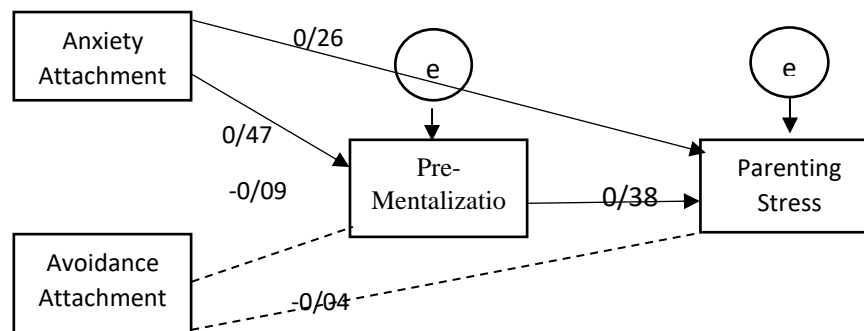 Anxiety
Attachment
0/26
e
e
0/47
-0/09
Pre-
Mentalizatio
0/38
Parenting
Stress
Avoidance
Attachment
-0/04